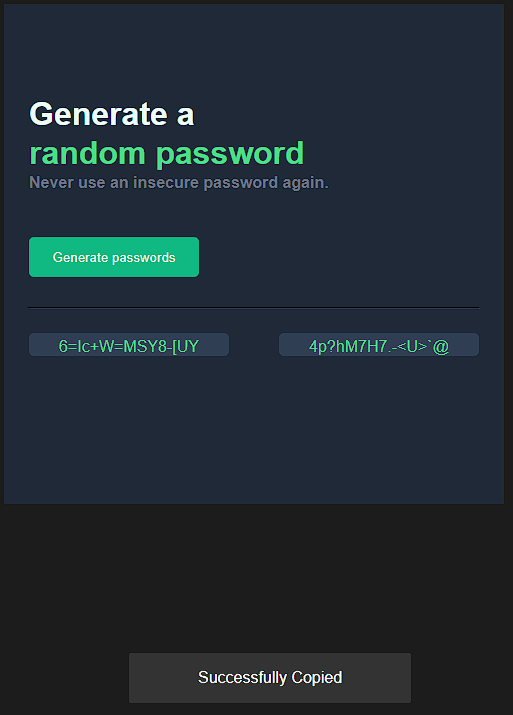 Generate a
random password
Never use an insecure password again.
Generate passwords
6=Ic+W=MSY8-[UY
4p?hM7H7.-<U>`@
Successfully Copied